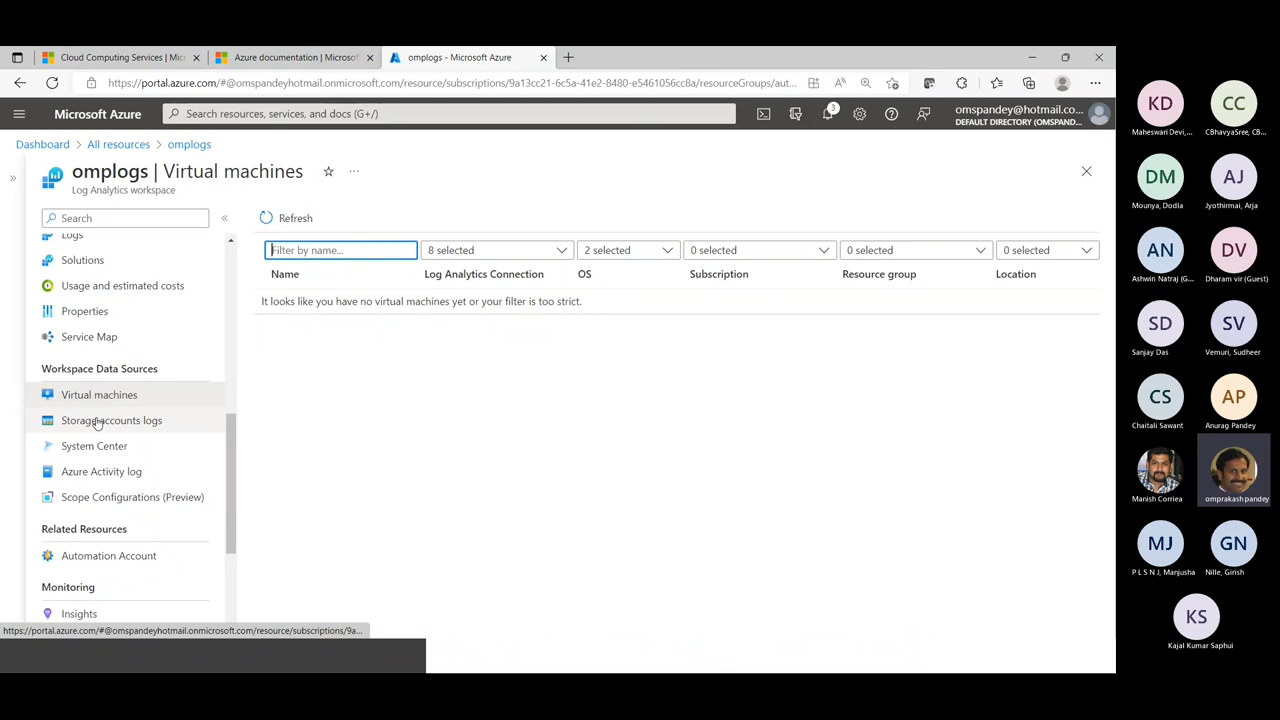 Cloud Computing Services | Mic
Azure documentation | Microsof
omplogs - Microsoft Azure
https://portal.azure.com/#@omspandeyhotmail.onmicrosoft.com/resource/subscriptions/9a13cc21-6c5a-41e2-8480-e5461056cc8a/resourceGroups/aut...
Microsoft Azure
Search resources, services, and docs (G+/)
3
omspandey@hotmail.co...
DEFAULT DIRECTORY (OMSPAND...
Dashboard
All resources
omplogs
omplogs | Virtual machines
Log Analytics workspace
Search
Refresh
Logs
Solutions
Usage and estimated costs
Properties
Service Map
Workspace Data Sources
Virtual machines
Storage accounts logs
System Center
Azure Activity log
Scope Configurations (Preview)
Related Resources
Automation Account
Monitoring
Insights
https://portal.azure.com/#@omspandeyhotmail.onmicrosoft.com/resource/subscriptions/9a...
Filter by name...
8 selected
2 selected
0 selected
0 selected
0 selected
Name
Log Analytics Connection
OS
Subscription
Resource group
Location
It looks like you have no virtual machines yet or your filter is too strict.
KD
Maheswari Devi,...
CC
CBhavyaSree, CB...
DM
Mounya, Dodla
AJ
Jyothirmai, Arja
AN
Ashwin Natraj (G...
DV
Dharam vir (Guest)
SD
Sanjay Das
SV
Vemuri, Sudheer
CS
Chaitali Sawant
AP
Anurag Pandey
Manish Corriea
omprakash pandey
MJ
P L S N J, Manjusha
GN
Nille, Girish
KS
Kajal Kumar Saphui